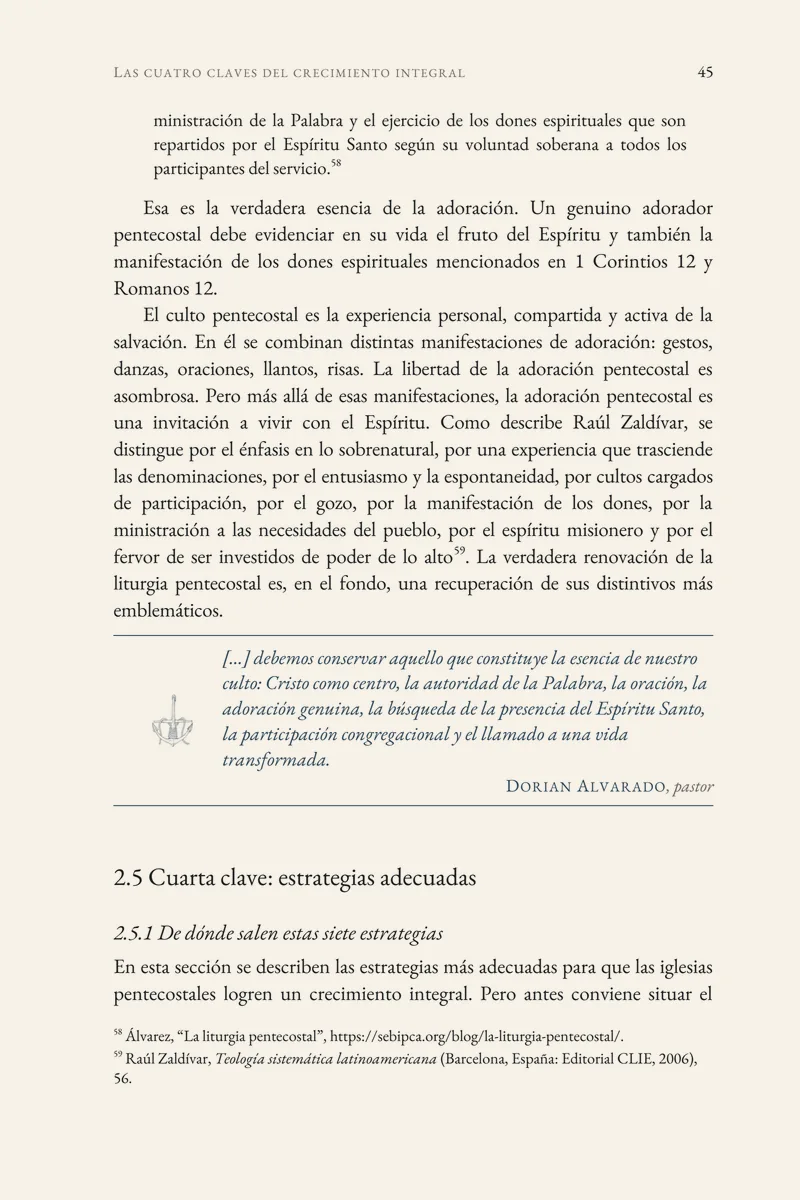 LAS CUATRO CLAVES DEL CRECIMIENTO INTEGRAL 45
ministración de la Palabra y el ejercicio de los dones espirituales que son
repartidos por el Espíritu Santo según su voluntad soberana a todos los
participantes del servicio.58
Esa es la verdadera esencia de la adoración. Un genuino adorador
pentecostal debe evidenciar en su vida el fruto del Espíritu y también la
manifestación de los dones espirituales mencionados en 1 Corintios 12 y
Romanos 12.
El culto pentecostal es la experiencia personal, compartida y activa de la
salvación. En él se combinan distintas manifestaciones de adoración: gestos,
danzas, oraciones, llantos, risas. La libertad de la adoración pentecostal es
asombrosa. Pero más allá de esas manifestaciones, la adoración pentecostal es
una invitación a vivir con el Espíritu. Como describe Raúl Zaldívar, se
distingue por el énfasis en lo sobrenatural, por una experiencia que trasciende
las denominaciones, por el entusiasmo y la espontaneidad, por cultos cargados
de participación, por el gozo, por la manifestación de los dones, por la
ministración a las necesidades del pueblo, por el espíritu misionero y por el
fervor de ser investidos de poder de lo alto59. La verdadera renovación de la
liturgia pentecostal es, en el fondo, una recuperación de sus distintivos más
emblemáticos.
[...] debemos conservar aquello que constituye la esencia de nuestro
culto: Cristo como centro, la autoridad de la Palabra, la oración, la
adoración genuina, la búsqueda de la presencia del Espíritu Santo,
la participación congregacional y el llamado a una vida
transformada.
DORIAN ALVARADO, pastor
2.5 Cuarta clave: estrategias adecuadas
2.5.1 De dónde salen estas siete estrategias
En esta sección se describen las estrategias más adecuadas para que las iglesias
pentecostales logren un crecimiento integral. Pero antes conviene situar el
58 Álvarez, “La liturgia pentecostal”, https://sebipca.org/blog/la-liturgia-pentecostal/.
59 Raúl Zaldívar, Teología sistemática latinoamericana (Barcelona, España: Editorial CLIE, 2006),
56.